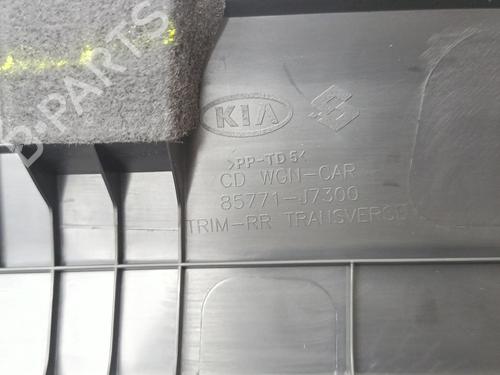 B-PARTS
KIA
>PP-TD5<
CD WGN-CAR
85771-J7300
TRIM-RR TRANSVERSE